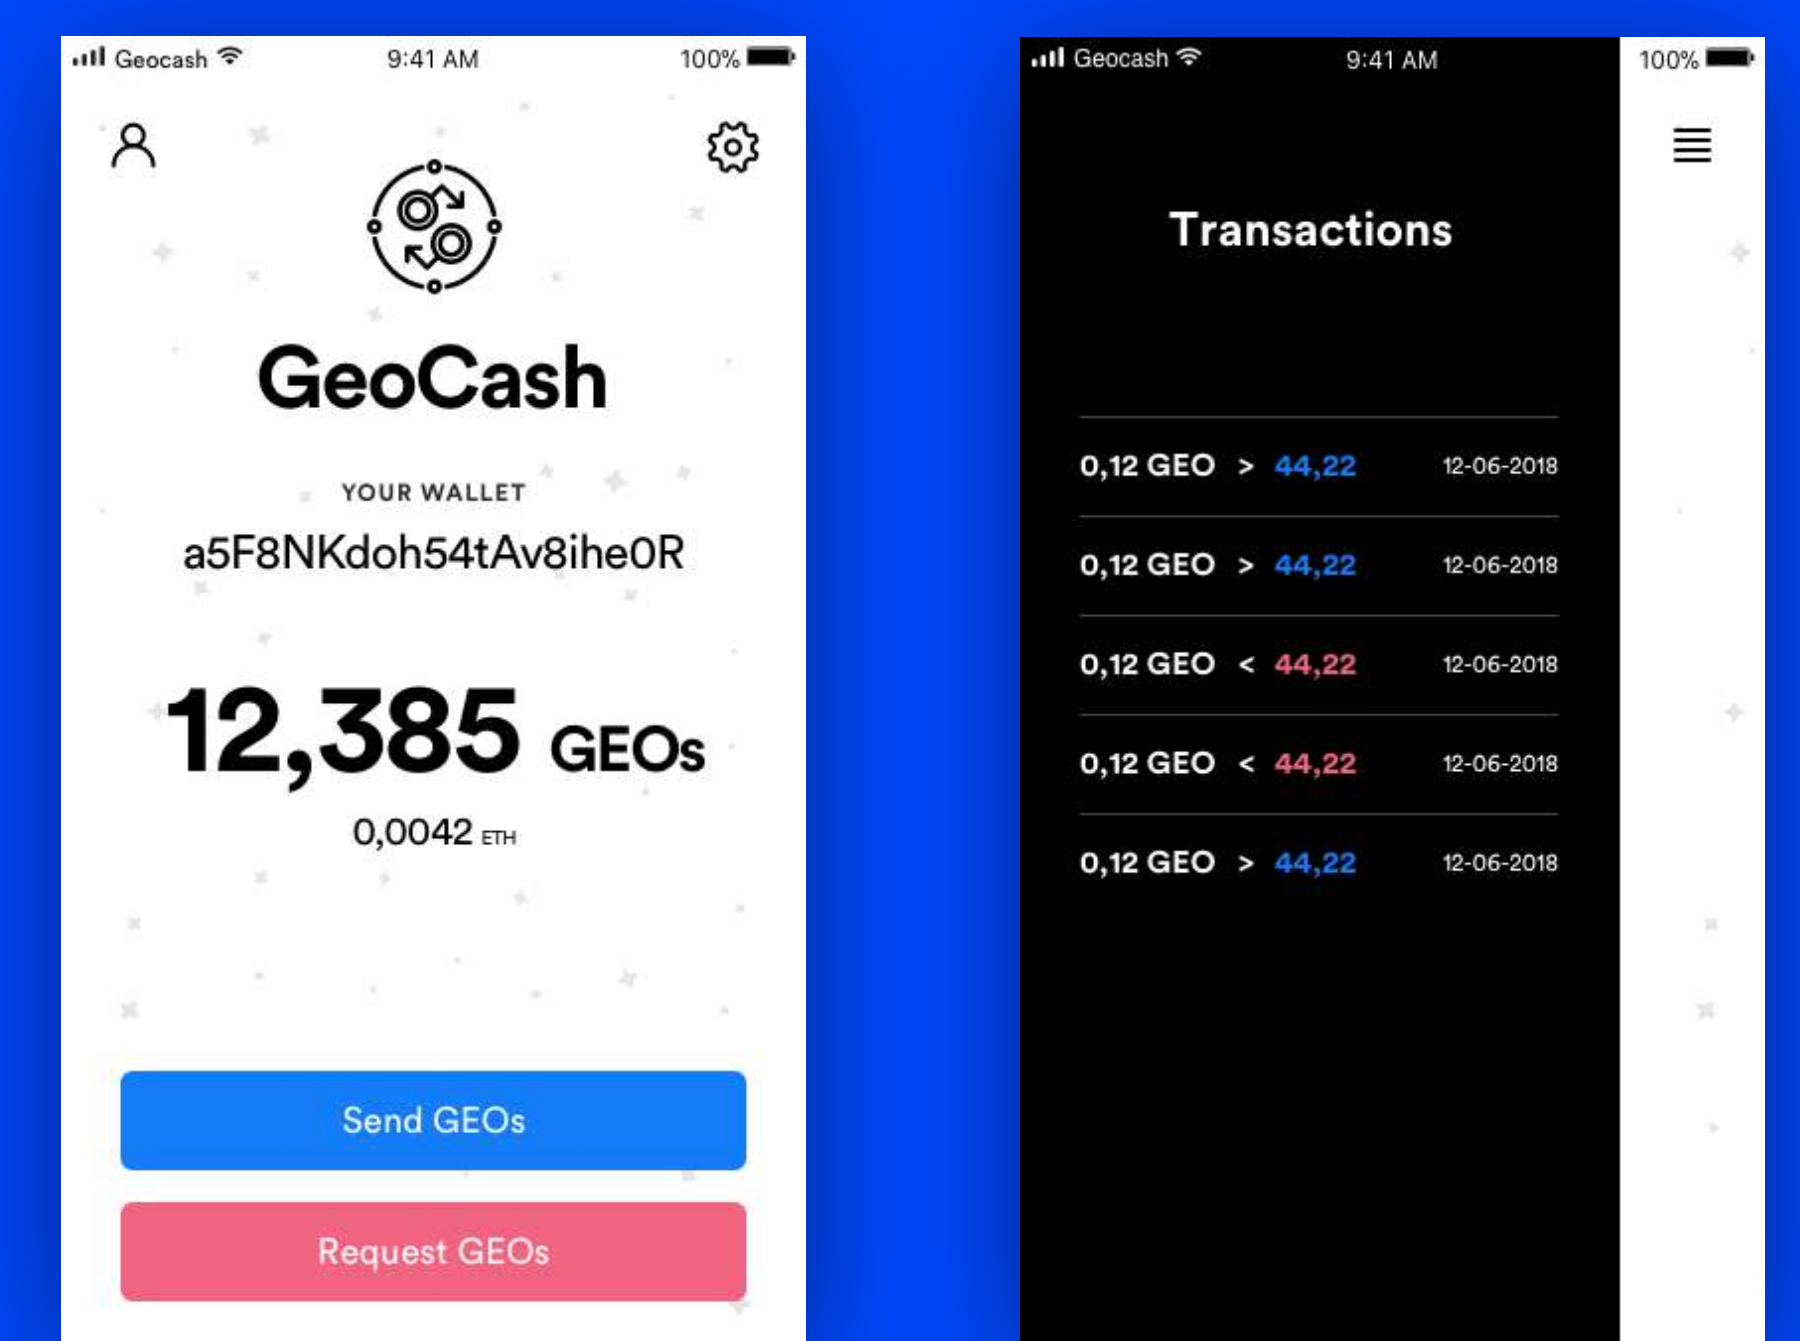 Geocash 9:41 AM 100%
GeoCash
YOUR WALLET
a5F8NKdoh54tAv8ihe0R
12,385 GEOs
0,0042 ETH
Send GEOs
Request GEOs
Geocash 9:41 AM 100%
Transactions
0,12 GEO > 44,22 12-06-2018
0,12 GEO > 44,22 12-06-2018
0,12 GEO < 44,22 12-06-2018
0,12 GEO < 44,22 12-06-2018
0,12 GEO > 44,22 12-06-2018